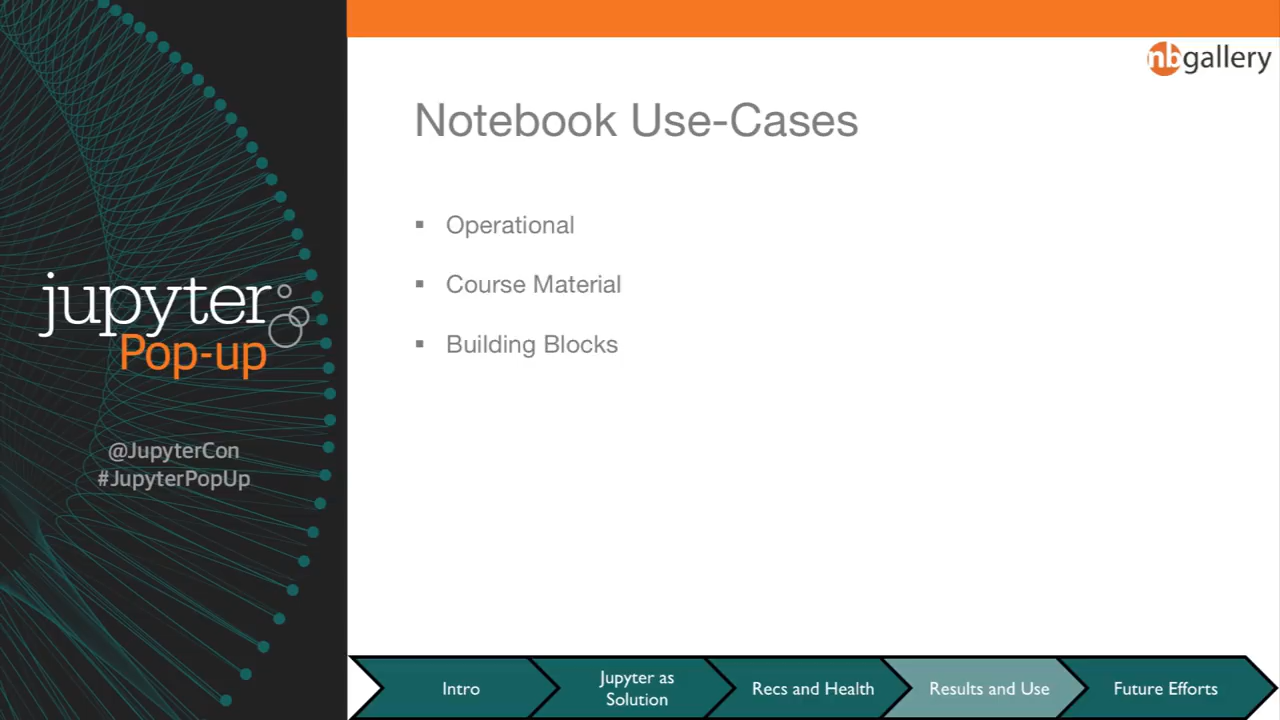 nbgallery
Notebook Use-Cases
▪ Operational
▪ Course Material
▪ Building Blocks
jupyter
Pop-up
@JupyterCon
#JupyterPopUp
Intro
Jupyter as
Solution
Recs and Health
Results and Use
Future Efforts